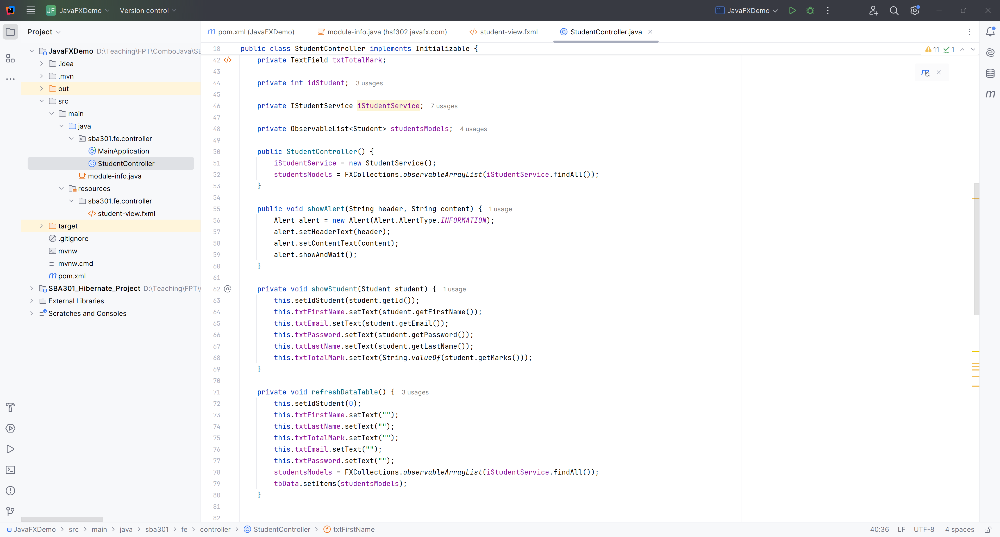 JF JavaFXDemo Version control JavaFXDemo
Project
pom.xml (JavaFXDemo) module-info.java (hsf302.javafx.com) student-view.fxml StudentController.java
JavaFXDemo D:\Teaching\FPT\ComboJava\SE
.idea
.mvn
out
src
main
java
sba301.fe.controller
MainApplication
StudentController
module-info.java
resources
sba301.fe.controller
student-view.fxml
target
.gitignore
mvnw
mvnw.cmd
pom.xml
SBA301_Hibernate_Project D:\Teaching\FPT\
External Libraries
Scratches and Consoles
11 1
18 public class StudentController implements Initializable {
42 </> private TextField txtTotalMark;
43
44 private int idStudent; 3 usages
45
46 private IStudentService iStudentService; 7 usages
47
48 private ObservableList<Student> studentsModels; 4 usages
49
50 public StudentController() {
51 iStudentService = new StudentService();
52 studentsModels = FXCollections.observableArrayList(iStudentService.findAll());
53 }
54
55 public void showAlert(String header, String content) { 1 usage
56 Alert alert = new Alert(Alert.AlertType.INFORMATION);
57 alert.setHeaderText(header);
58 alert.setContentText(content);
59 alert.showAndWait();
60 }
61
62 @ private void showStudent(Student student) { 1 usage
63 this.setIdStudent(student.getId());
64 this.txtFirstName.setText(student.getFirstName());
65 this.txtEmail.setText(student.getEmail());
66 this.txtPassword.setText(student.getPassword());
67 this.txtLastName.setText(student.getLastName());
68 this.txtTotalMark.setText(String.valueOf(student.getMarks()));
69 }
70
71 private void refreshDataTable() { 3 usages
72 this.setIdStudent(0);
73 this.txtFirstName.setText("");
74 this.txtLastName.setText("");
75 this.txtTotalMark.setText("");
76 this.txtEmail.setText("");
77 this.txtPassword.setText("");
78 studentsModels = FXCollections.observableArrayList(iStudentService.findAll());
79 tbData.setItems(studentsModels);
80 }
81
82
JavaFXDemo > src > main > java > sba301 > fe > controller > StudentController > txtFirstName 40:36 LF UTF-8 4 spaces